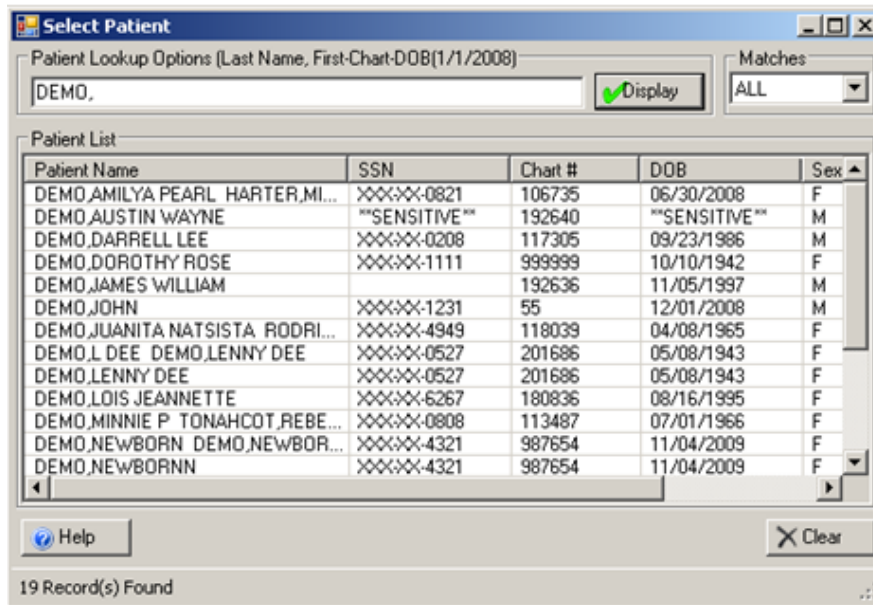 Select Patient
Patient Lookup Options (Last Name, First-Chart-DOB(1/1/2008) Matches
DEMO, Display ALL
Patient List
Patient Name SSN Chart # DOB Sex
DEMO,AMILYA PEARL HARTER,MI... XXX-XX-0821 106735 06/30/2008 F
DEMO,AUSTIN WAYNE **SENSITIVE** 192640 **SENSITIVE** M
DEMO,DARRELL LEE XXX-XX-0208 117305 09/23/1986 M
DEMO,DOROTHY ROSE XXX-XX-1111 999999 10/10/1942 F
DEMO,JAMES WILLIAM 192636 11/05/1997 M
DEMO,JOHN XXX-XX-1231 55 12/01/2008 M
DEMO,JUANITA NATSISTA RODRI... XXX-XX-4949 118039 04/08/1965 F
DEMO,L DEE DEMO,LENNY DEE XXX-XX-0527 201686 05/08/1943 F
DEMO,LENNY DEE XXX-XX-0527 201686 05/08/1943 F
DEMO,LOIS JEANNETTE XXX-XX-6267 180836 08/16/1995 F
DEMO,MINNIE P TONAHCOT,REBE... XXX-XX-0808 113487 07/01/1966 F
DEMO,NEWBORN DEMO,NEWBOR... XXX-XX-4321 987654 11/04/2009 F
DEMO,NEWBORNN XXX-XX-4321 987654 11/04/2009 F
Help Clear
19 Record(s) Found